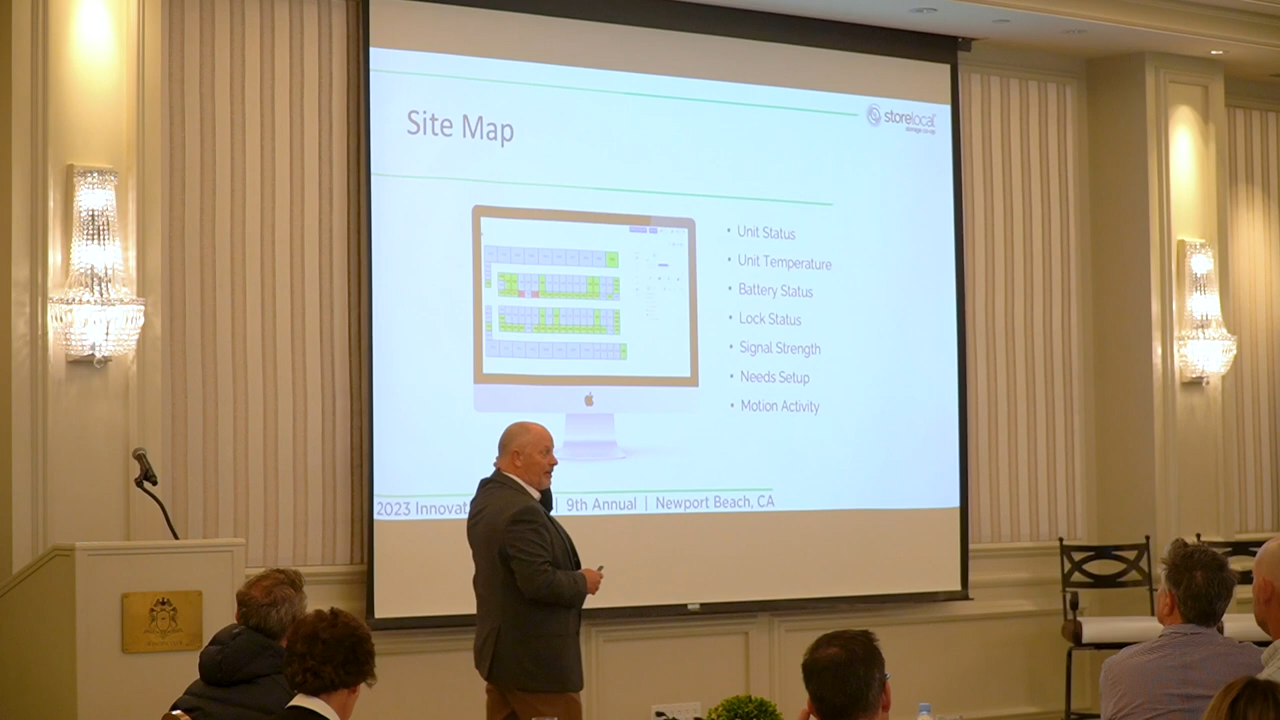 Site Map
storelocal
storage co-op
• Unit Status
• Unit Temperature
• Battery Status
• Lock Status
• Signal Strength
• Needs Setup
• Motion Activity
2023 Innovat | 9th Annual | Newport Beach, CA